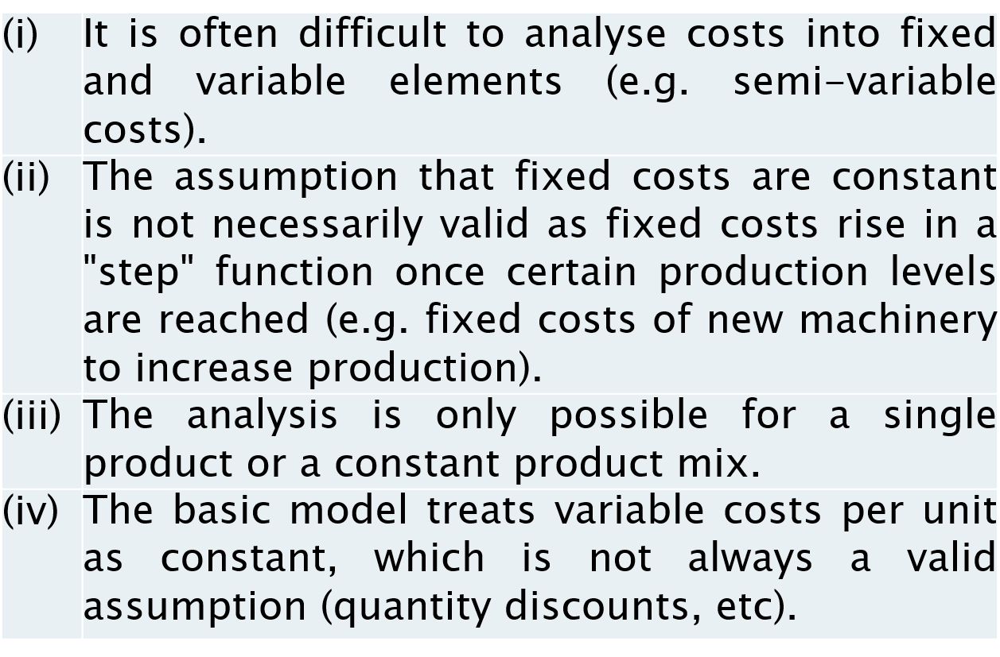 (i) It is often difficult to analyse costs into fixed
and variable elements (e.g. semi-variable
costs).
(ii) The assumption that fixed costs are constant
is not necessarily valid as fixed costs rise in a
"step" function once certain production levels
are reached (e.g. fixed costs of new machinery
to increase production).
(iii) The analysis is only possible for a single
product or a constant product mix.
(iv) The basic model treats variable costs per unit
as constant, which is not always a valid
assumption (quantity discounts, etc).